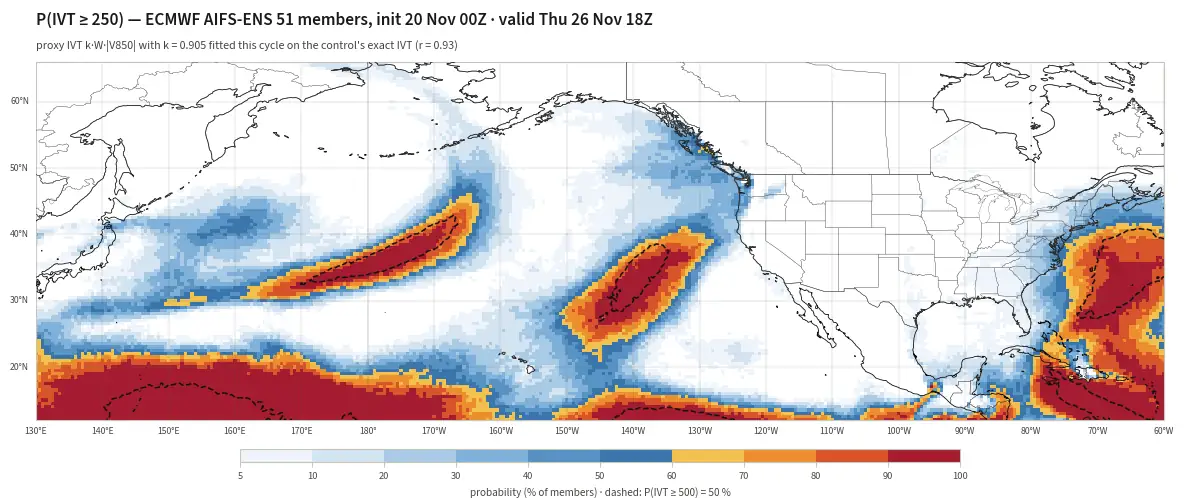 P(IVT ≥ 250) — ECMWF AIFS-ENS 51 members, init 20 Nov 00Z · valid Thu 26 Nov 18Z
proxy IVT k·W·|V850| with k = 0.905 fitted this cycle on the control's exact IVT (r = 0.93)
60°N
50°N
40°N
30°N
20°N
130°E 140°E 150°E 160°E 170°E 180° 170°W 160°W 150°W 140°W 130°W 120°W 110°W 100°W 90°W 80°W 70°W 60°W
5 10 20 30 40 50 60 70 80 90 100
probability (% of members) · dashed: P(IVT ≥ 500) = 50 %